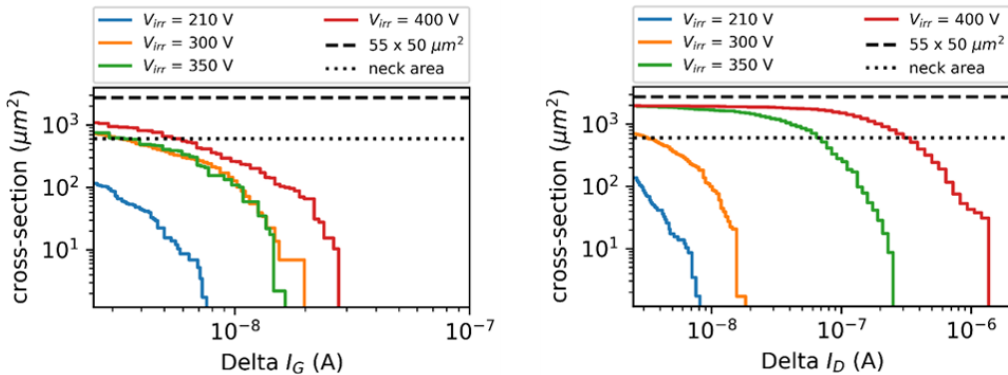 V_irr = 210 V
V_irr = 300 V
V_irr = 350 V
V_irr = 400 V
55 x 50 μm²
neck area
cross-section (μm²)
10³
10²
10¹
10⁻⁸
10⁻⁷
Delta I_G (A)
V_irr = 210 V
V_irr = 300 V
V_irr = 350 V
V_irr = 400 V
55 x 50 μm²
neck area
cross-section (μm²)
10³
10²
10¹
10⁻⁸
10⁻⁷
10⁻⁶
Delta I_D (A)